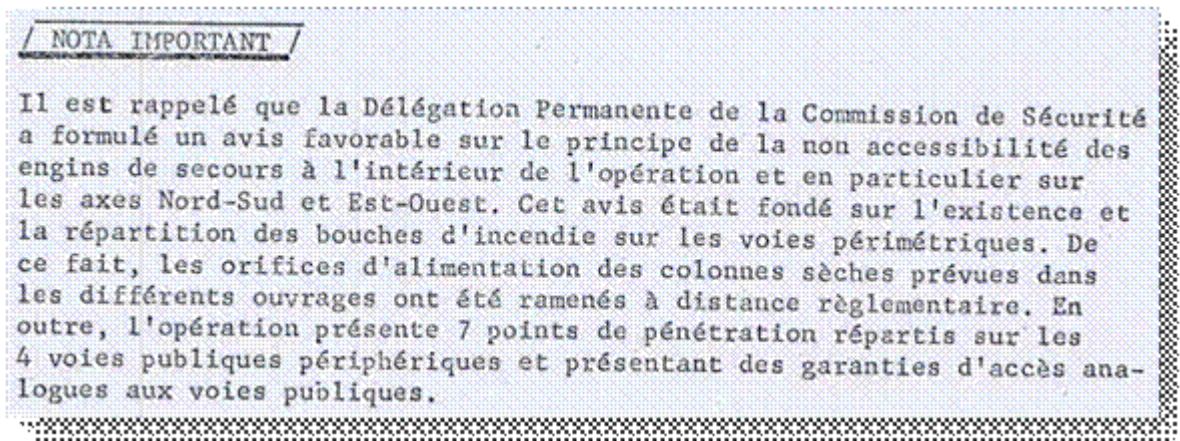 / NOTA IMPORTANT /
Il est rappelé que la Délégation Permanente de la Commission de Sécurité
a formulé un avis favorable sur le principe de la non accessibilité des
engins de secours à l'intérieur de l'opération et en particulier sur
les axes Nord-Sud et Est-Ouest. Cet avis était fondé sur l'existence et
la répartition des bouches d'incendie sur les voies périmétriques. De
ce fait, les orifices d'alimentation des colonnes sèches prévues dans
les différents ouvrages ont été ramenés à distance règlementaire. En
outre, l'opération présente 7 points de pénétration répartis sur les
4 voies publiques périphériques et présentant des garanties d'accès ana-
logues aux voies publiques.